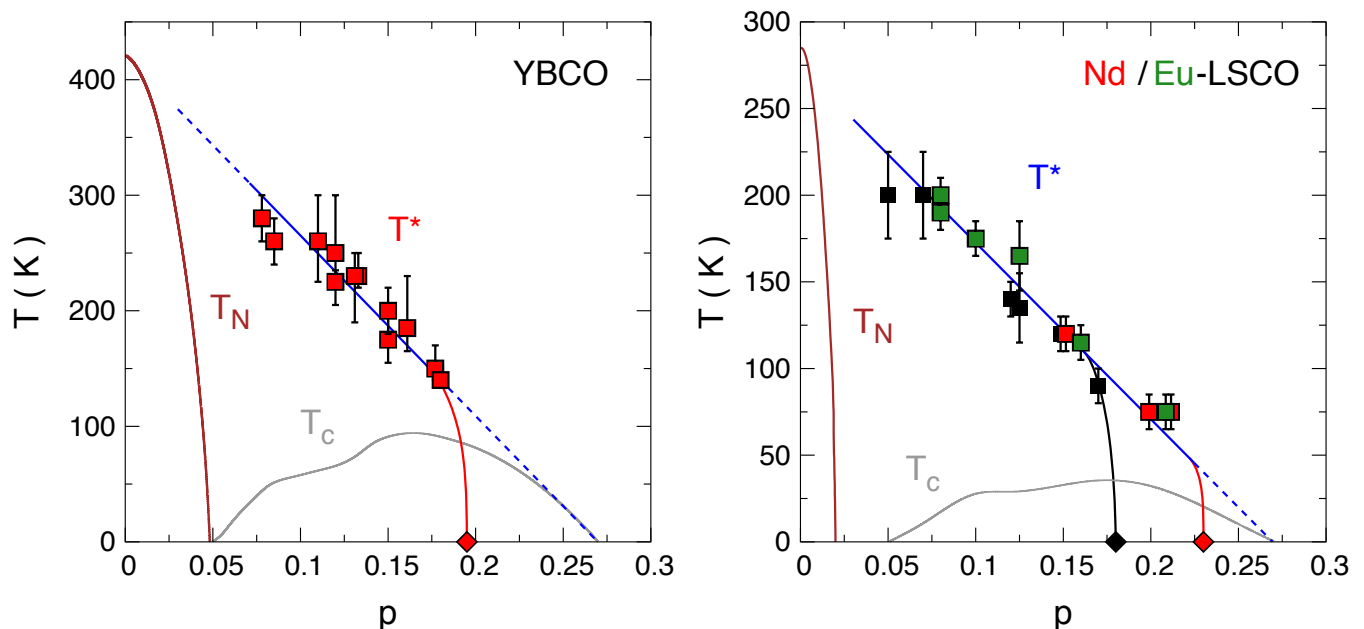 YBCO
T*
T_N
T_c
T ( K )
400
300
200
100
0
0 0.05 0.1 0.15 0.2 0.25 0.3
p
Nd / Eu-LSCO
T*
T_N
T_c
T ( K )
300
250
200
150
100
50
0
0.05 0.1 0.15 0.2 0.25 0.3
p